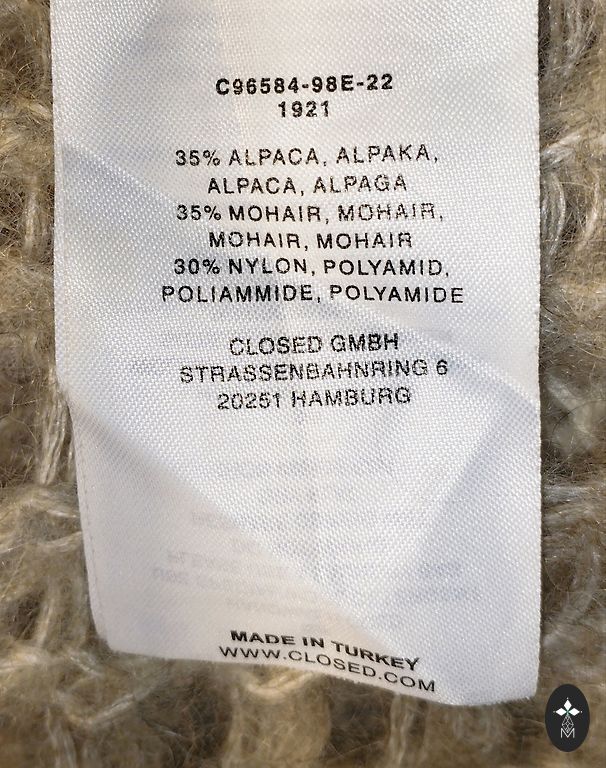 C96584-98E-22
1921
35% ALPACA, ALPAKA,
ALPACA, ALPAGA
35% MOHAIR, MOHAIR,
MOHAIR, MOHAIR
30% NYLON, POLYAMID,
POLIAMMIDE, POLYAMIDE
CLOSED GMBH
STRASSENBAHNRING 6
20251 HAMBURG
MADE IN TURKEY
WWW.CLOSED.COM
M